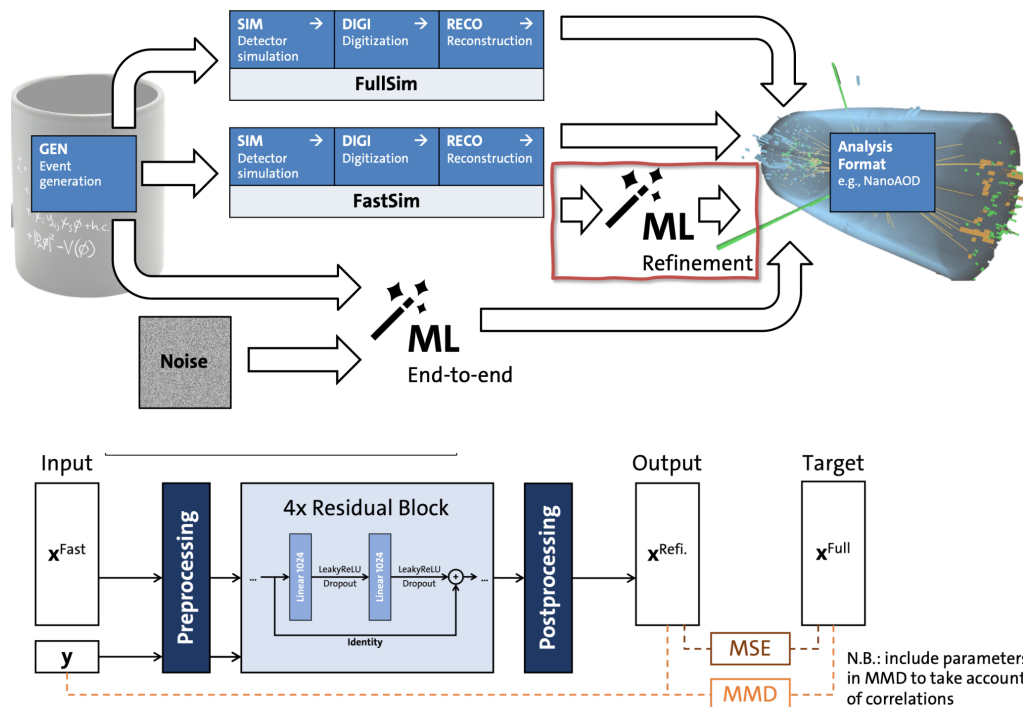 SIM →
Detector
simulation
DIGI →
Digitization
RECO →
Reconstruction
FullSim
GEN
Event
generation
SIM →
Detector
simulation
DIGI →
Digitization
RECO →
Reconstruction
FastSim
ML
Refinement
Analysis
Format
e.g., NanoAOD
+ h.c.
- V(φ)
Noise
ML
End-to-end
Input
Output
Target
x^Fast
y
Preprocessing
4x Residual Block
...
Linear 1024
LeakyReLU
Dropout
Linear 1024
LeakyReLU
Dropout
+
...
Identity
Postprocessing
x^Refi.
x^Full
MSE
MMD
N.B.: include parameters
in MMD to take account
of correlations